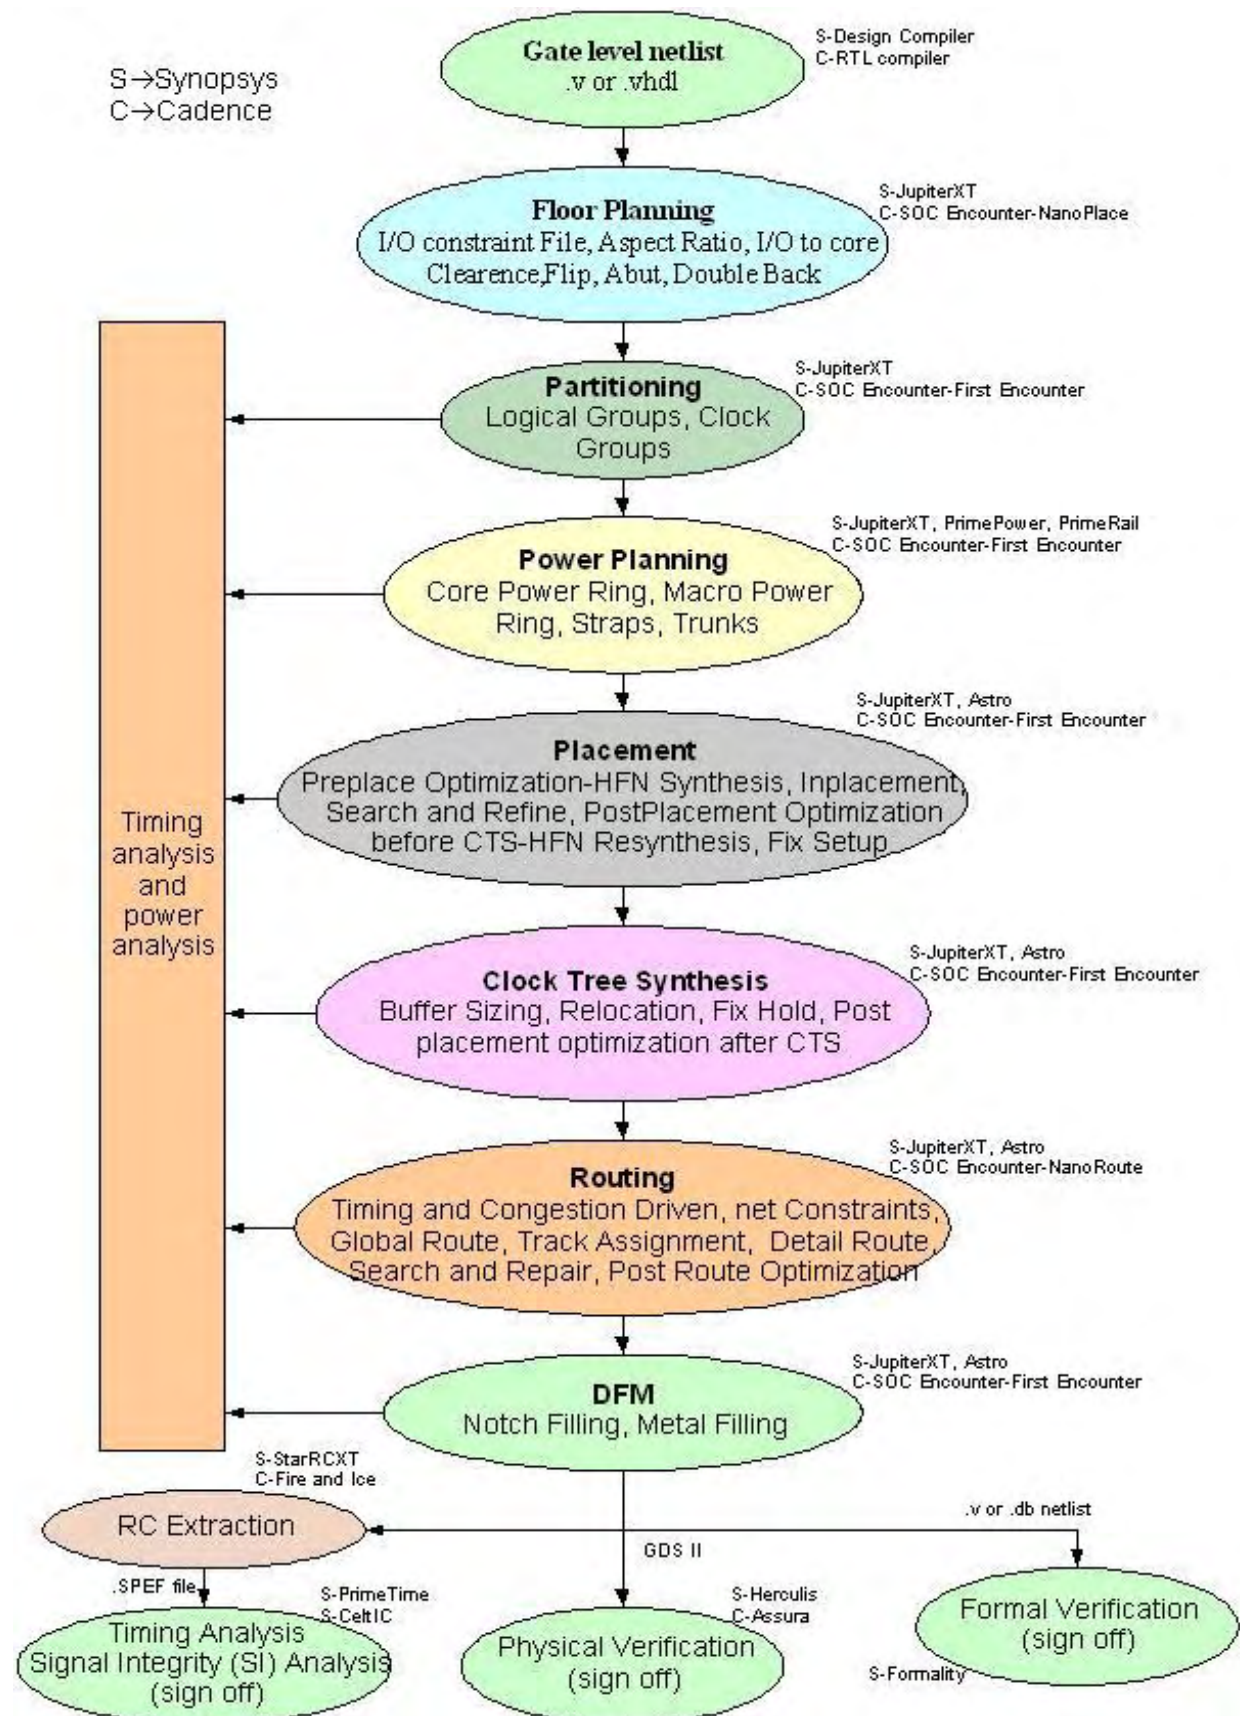 S→Synopsys
C→Cadence
Gate level netlist
.v or .vhdl
S-Design Compiler
C-RTL compiler
Floor Planning
I/O constraint File, Aspect Ratio, I/O to core
Clearence,Flip, Abut, Double Back
S-JupiterXT
C-SOC Encounter-NanoPlace
Partitioning
Logical Groups, Clock
Groups
S-JupiterXT
C-SOC Encounter-First Encounter
Power Planning
Core Power Ring, Macro Power
Ring, Straps, Trunks
S-JupiterXT, PrimePower, PrimeRail
C-SOC Encounter-First Encounter
Placement
Preplace Optimization-HFN Synthesis, Inplacement,
Search and Refine, PostPlacement Optimization
before CTS-HFN Resynthesis, Fix Setup
S-JupiterXT, Astro
C-SOC Encounter-First Encounter
Timing
analysis
and
power
analysis
Clock Tree Synthesis
Buffer Sizing, Relocation, Fix Hold, Post
placement optimization after CTS
S-JupiterXT, Astro
C-SOC Encounter-First Encounter
Routing
Timing and Congestion Driven, net Constraints,
Global Route, Track Assignment, Detail Route,
Search and Repair, Post Route Optimization
S-JupiterXT, Astro
C-SOC Encounter-NanoRoute
DFM
Notch Filling, Metal Filling
S-JupiterXT, Astro
C-SOC Encounter-First Encounter
S-StarRCXT
C-Fire and Ice
RC Extraction
.v or .db netlist
GDS II
.SPEF file
S-PrimeTime
S-CeltIC
Timing Analysis
Signal Integrity (SI) Analysis
(sign off)
S-Herculis
C-Assura
Physical Verification
(sign off)
Formal Verification
(sign off)
S-Formality